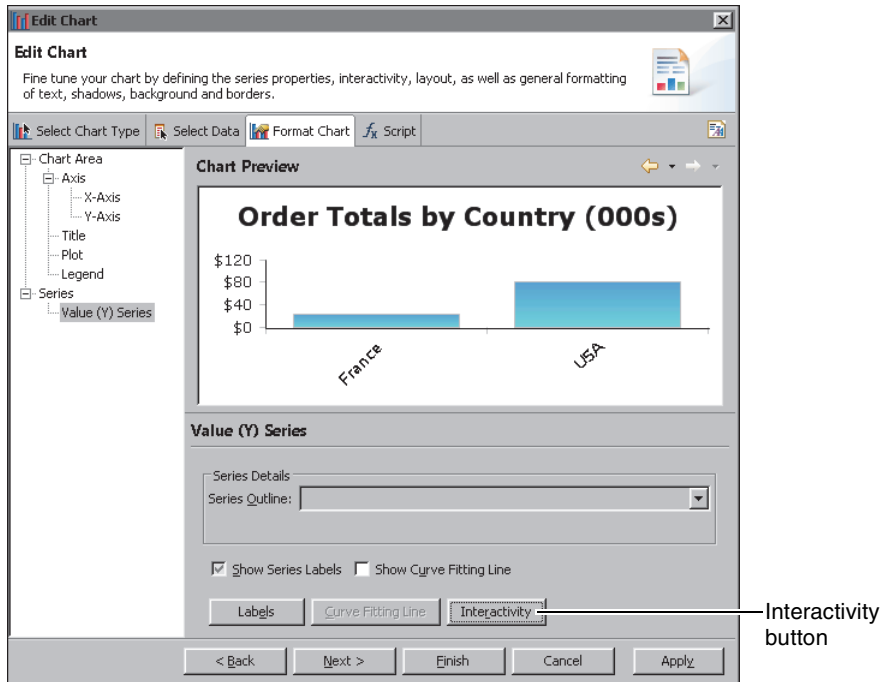 Edit Chart
Edit Chart
Fine tune your chart by defining the series properties, interactivity, layout, as well as general formatting
of text, shadows, background and borders.
Select Chart Type Select Data Format Chart fx Script
Chart Area
Axis
X-Axis
Y-Axis
Title
Plot
Legend
Series
Value (Y) Series
Chart Preview
Order Totals by Country (000s)
$120
$80
$40
$0
France USA
Value (Y) Series
Series Details
Series Outline:
Show Series Labels Show Curve Fitting Line
Labels Curve Fitting Line Interactivity
Interactivity
button
< Back Next > Finish Cancel Apply